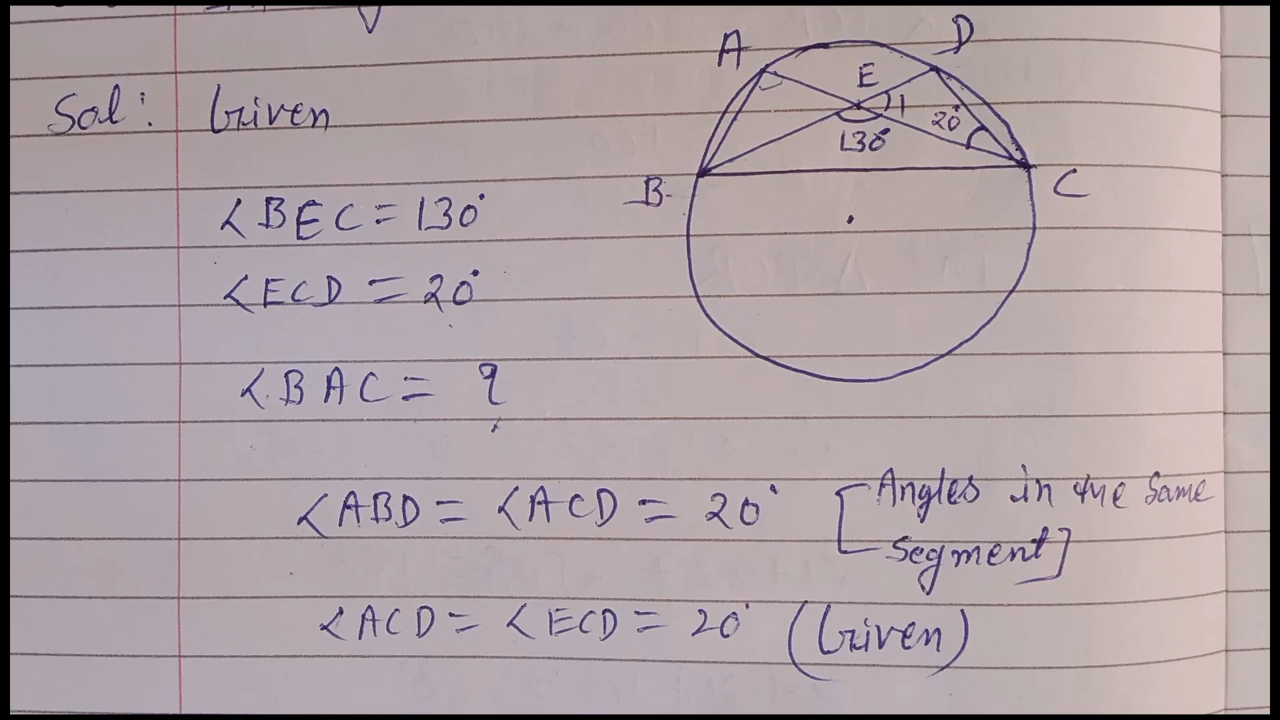 A
D
E
Sol: Given
1
20°
130°
B
C
∠BEC = 130°
∠ECD = 20°
∠BAC = ?
∠ABD = ∠ACD = 20° [Angles in the Same
Segment]
∠ACD = ∠ECD = 20° (Given)